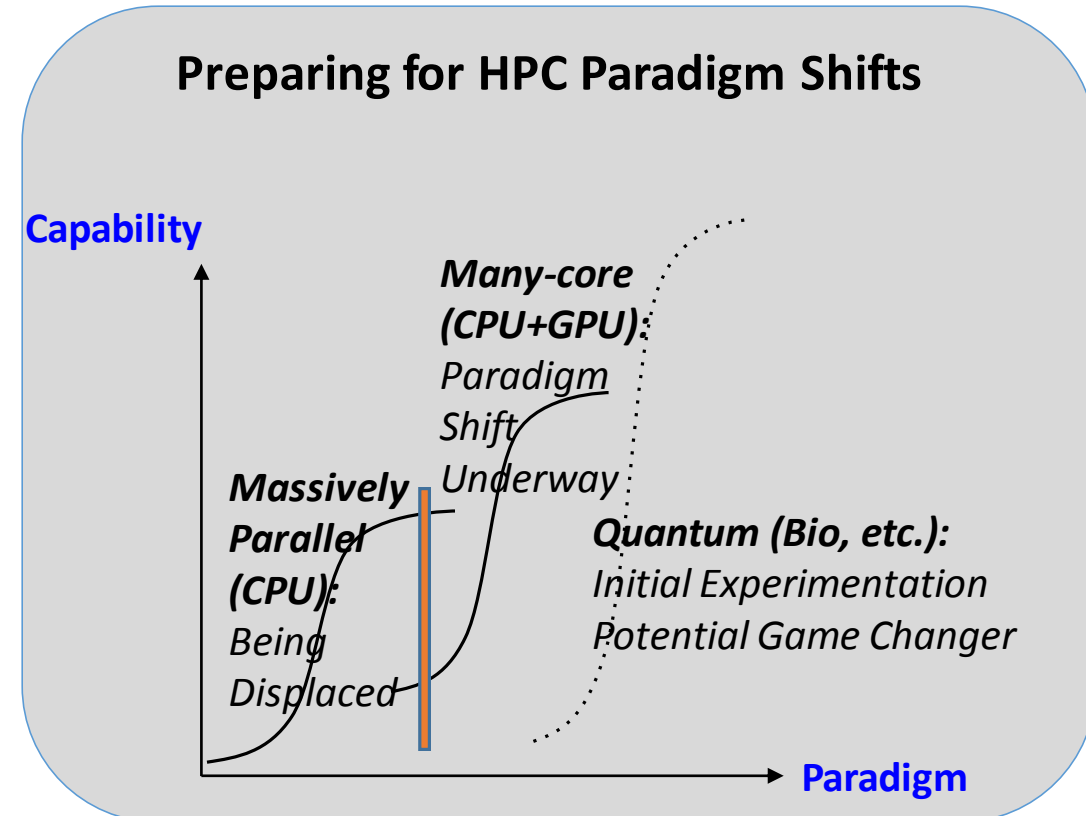 Preparing for HPC Paradigm Shifts
Capability
Many-core
(CPU+GPU):
Paradigm
Shift
Underway
Massively
Parallel
(CPU):
Being
Displaced
Quantum (Bio, etc.):
Initial Experimentation
Potential Game Changer
Paradigm